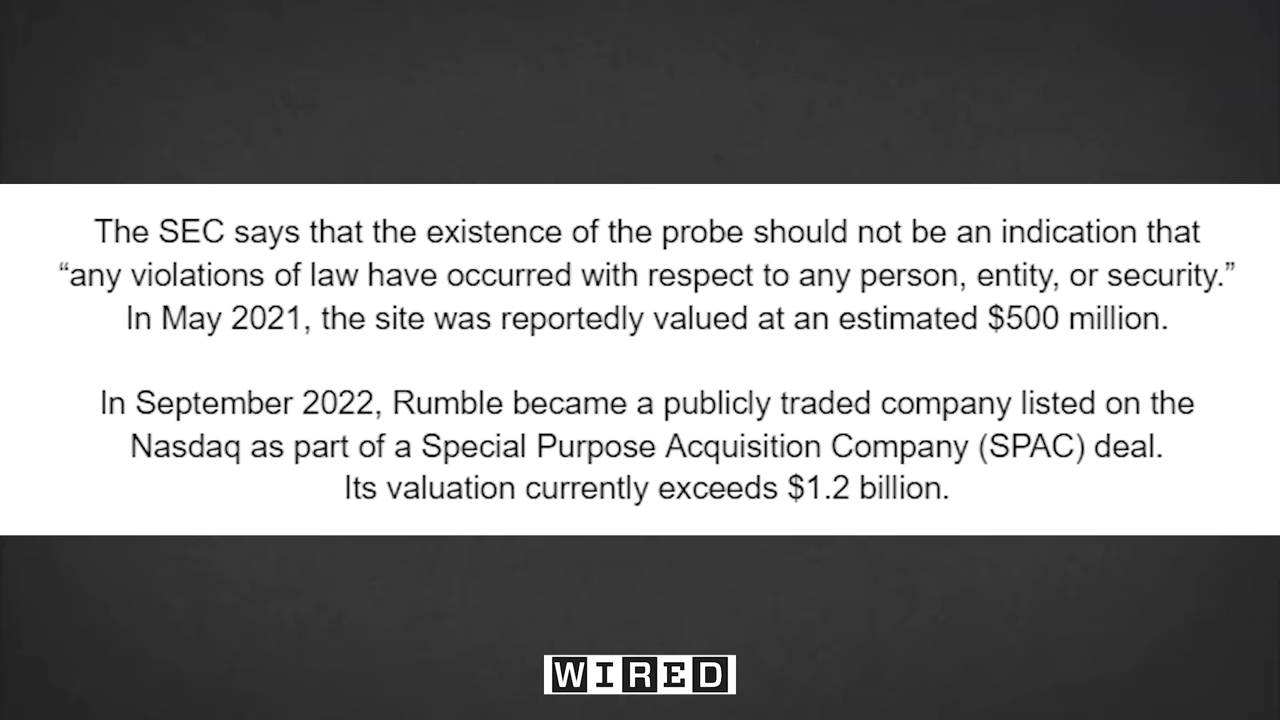 The SEC says that the existence of the probe should not be an indication that
“any violations of law have occurred with respect to any person, entity, or security.”
In May 2021, the site was reportedly valued at an estimated $500 million.
In September 2022, Rumble became a publicly traded company listed on the
Nasdaq as part of a Special Purpose Acquisition Company (SPAC) deal.
Its valuation currently exceeds $1.2 billion.
WIRED